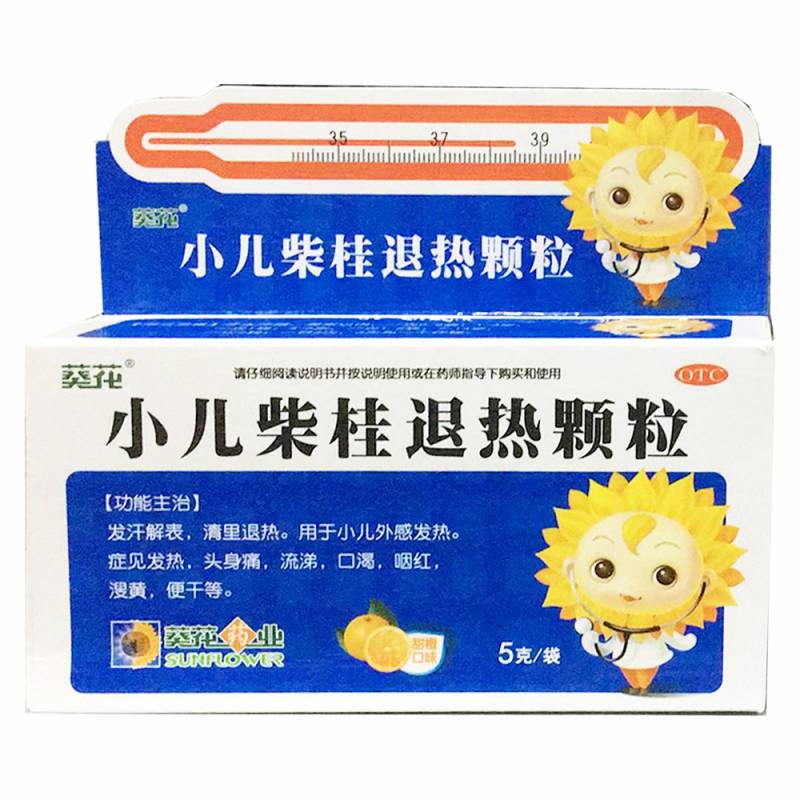 35 37 39
葵花®
小儿柴桂退热颗粒
葵花®
请仔细阅读说明书并按说明使用或在药师指导下购买和使用
OTC
小儿柴桂退热颗粒
【功能主治】
发汗解表，清里退热。用于小儿外感发热。
症见发热，头身痛，流涕，口渴，咽红，
溲黄，便干等。
葵花药业
SUNFLOWER
甜橙
口味
5克/袋